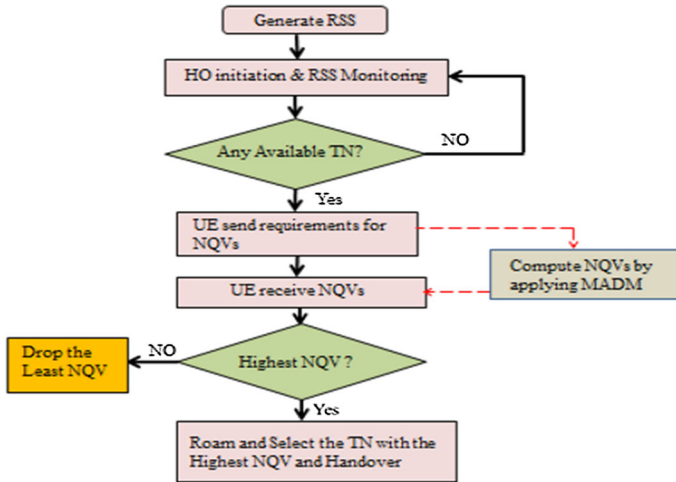 Generate RSS
HO initiation & RSS Monitoring
Any Available TN?
NO
Yes
UE send requirements for
NQVs
Compute NQVs by
applying MADM
UE receive NQVs
Highest NQV ?
NO
Drop the
Least NQV
Yes
Roam and Select the TN with the
Highest NQV and Handover